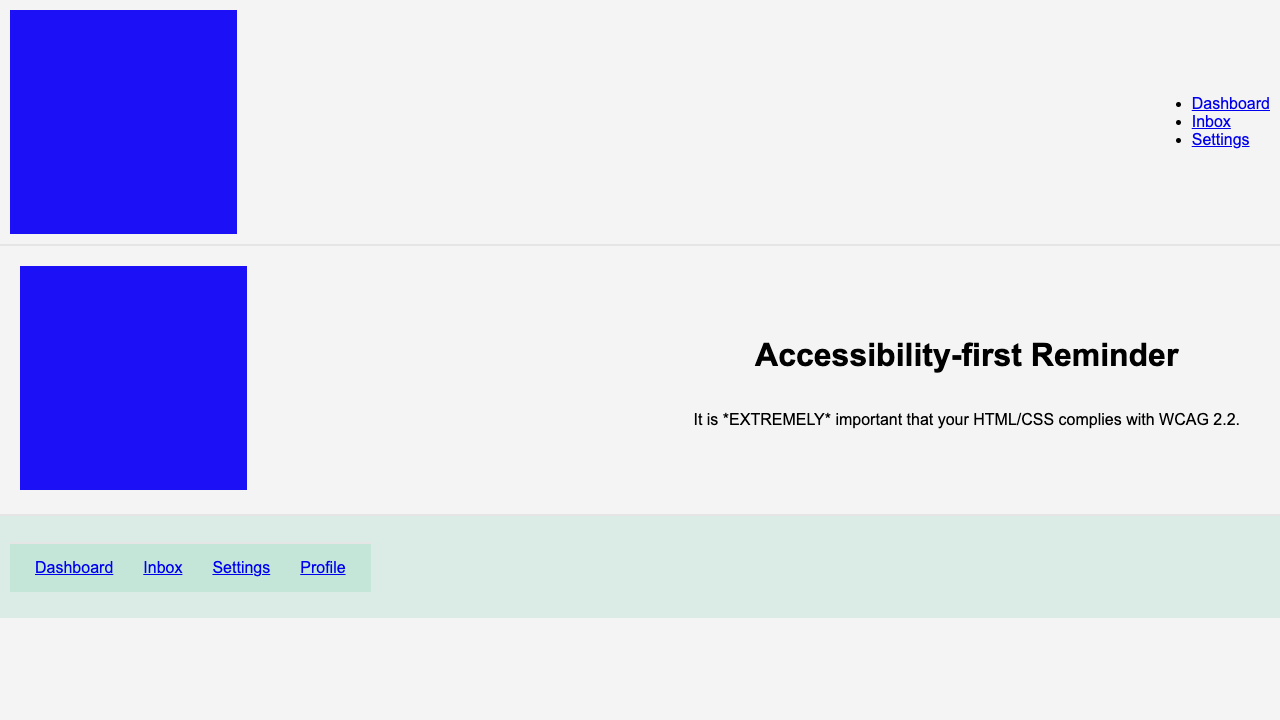 Dashboard
Inbox
Settings
Accessibility-first Reminder
It is *EXTREMELY* important that your HTML/CSS complies with WCAG 2.2.
Dashboard Inbox Settings Profile